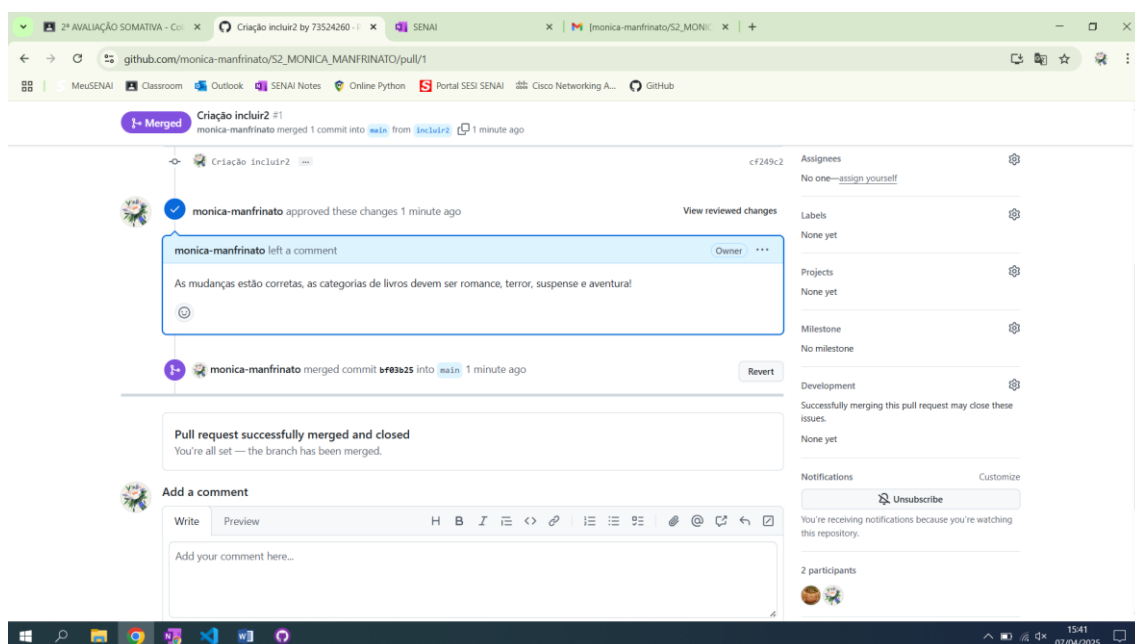 2ª AVALIAÇÃO SOMATIVA - Co
Criação incluir2 by 73524260 · P
SENAI
[monica-manfrinato/S2_MONIC
github.com/monica-manfrinato/S2_MONICA_MANFRINATO/pull/1
MeuSENAI Classroom Outlook SENAI Notes Online Python Portal SESI SENAI Cisco Networking A... GitHub
Merged
Criação incluir2 #1
monica-manfrinato merged 1 commit into main from incluir2 1 minute ago
Criação incluir2 ... cf249c2
monica-manfrinato approved these changes 1 minute ago View reviewed changes
monica-manfrinato left a comment Owner ...
As mudanças estão corretas, as categorias de livros devem ser romance, terror, suspense e aventura!
monica-manfrinato merged commit bf03b25 into main 1 minute ago Revert
Pull request successfully merged and closed
You're all set — the branch has been merged.
Add a comment
Write Preview H B I
Add your comment here...
Assignees
No one—assign yourself
Labels
None yet
Projects
None yet
Milestone
No milestone
Development
Successfully merging this pull request may close these
issues.
None yet
Notifications Customize
Unsubscribe
You're receiving notifications because you're watching
this repository.
2 participants
15:41
07/04/2025